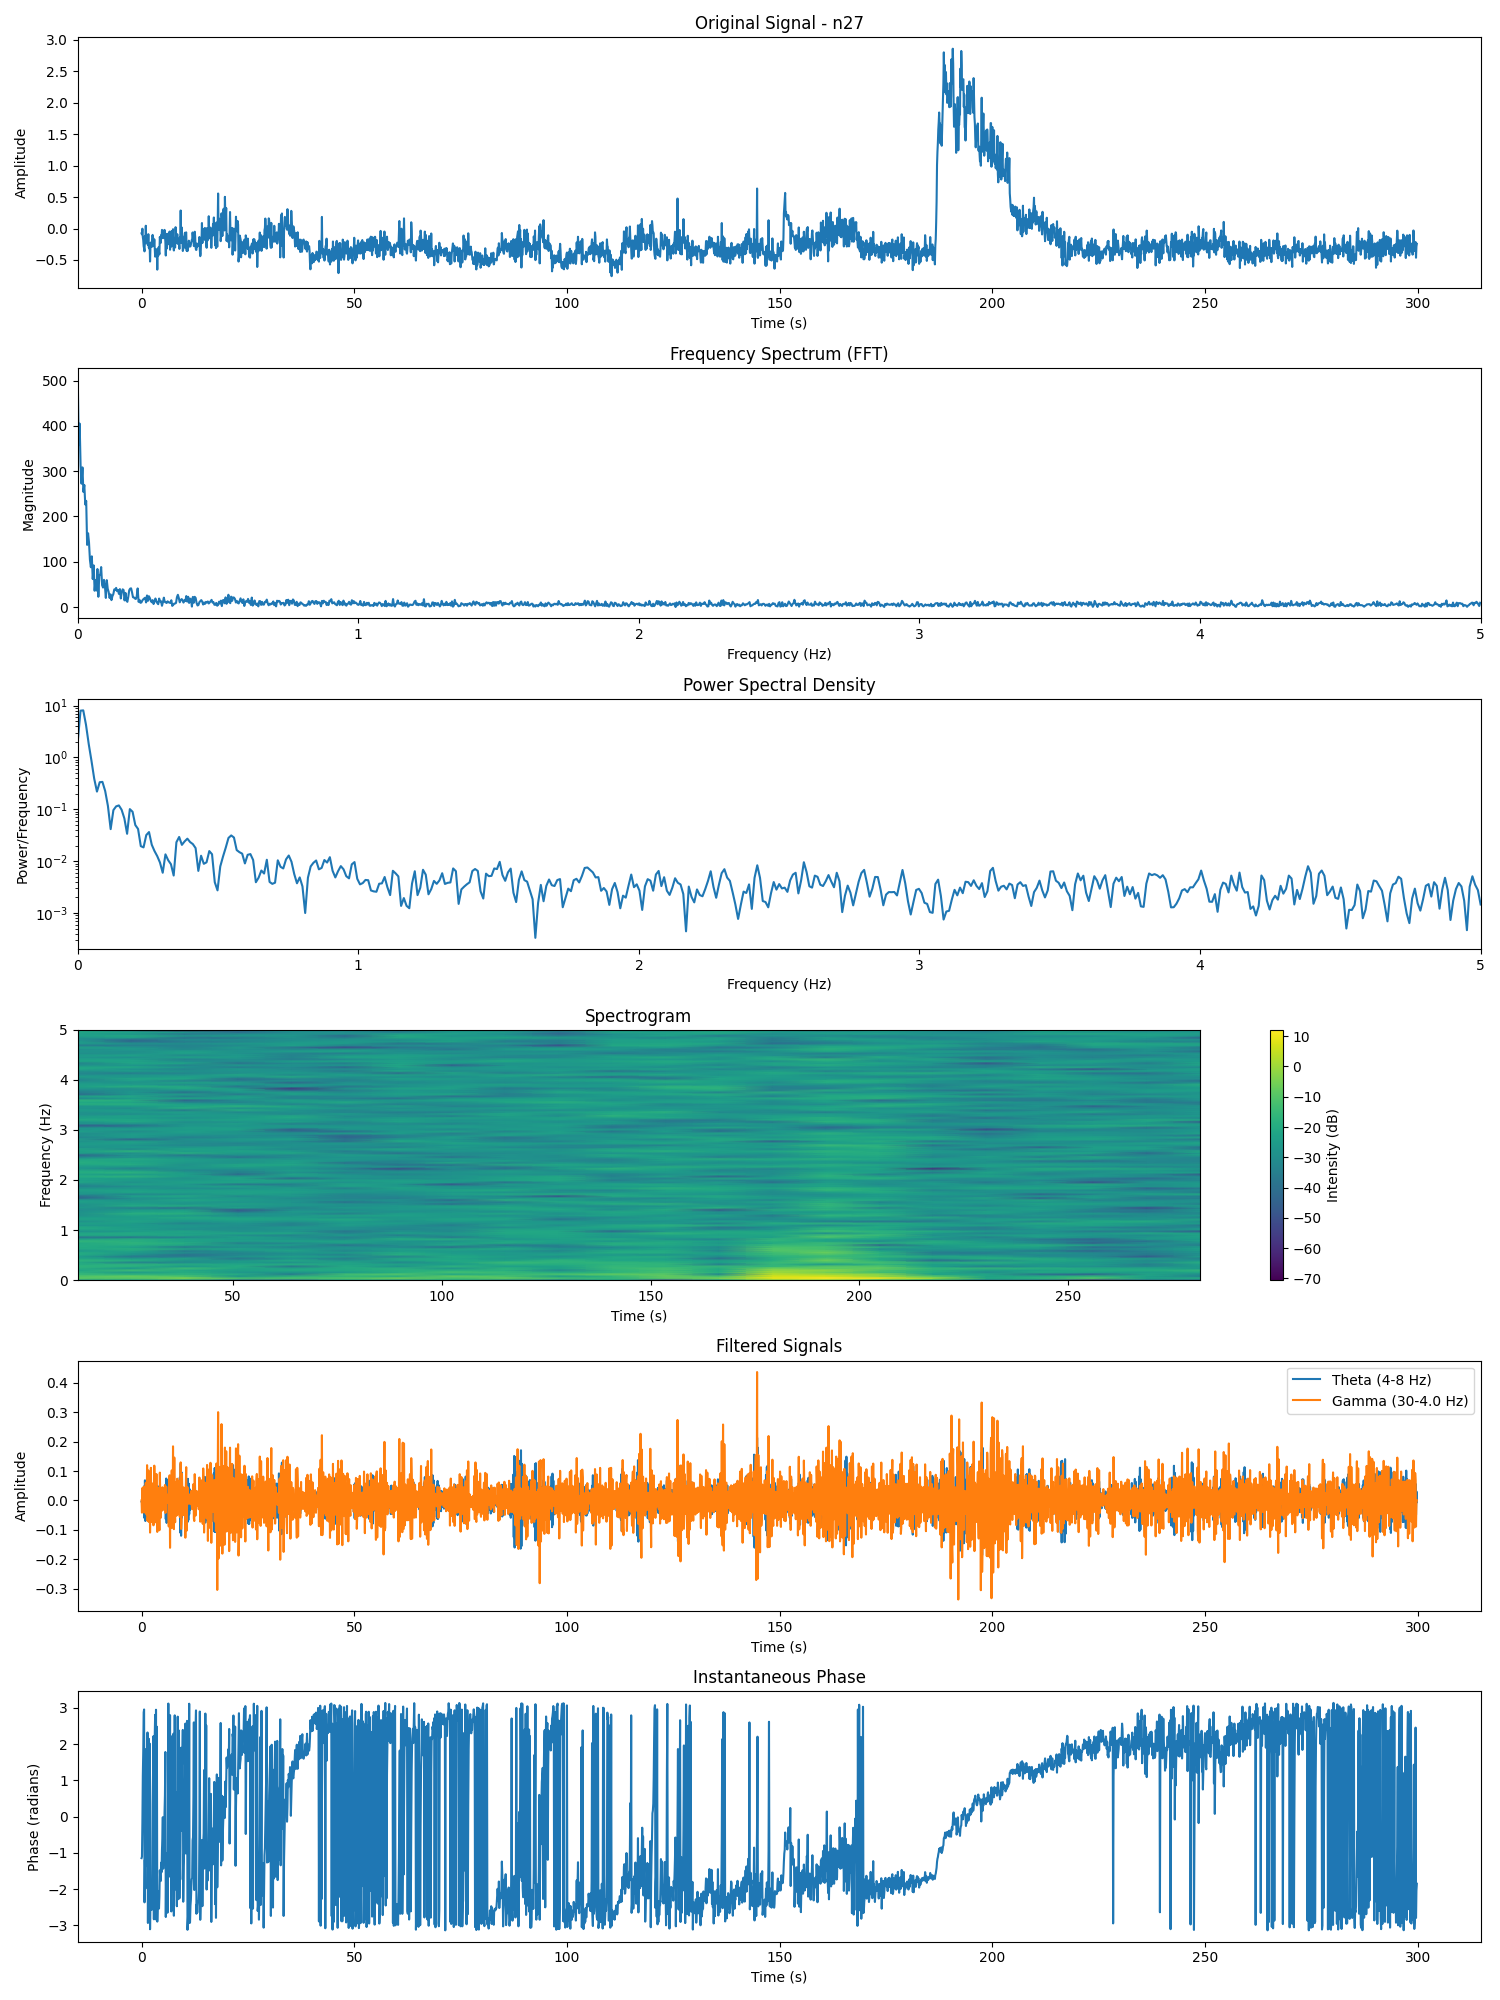 Original Signal - n27
3.0
2.5
2.0
1.5
1.0
0.5
0.0
−0.5
Amplitude
0 50 100 150 200 250 300
Time (s)
Frequency Spectrum (FFT)
500
400
300
200
100
0
Magnitude
0 1 2 3 4 5
Frequency (Hz)
Power Spectral Density
10¹
10⁰
10⁻¹
10⁻²
10⁻³
Power/Frequency
0 1 2 3 4 5
Frequency (Hz)
Spectrogram
5
4
3
2
1
0
Frequency (Hz)
50 100 150 200 250
Time (s)
10
0
−10
−20
−30
−40
−50
−60
−70
Intensity (dB)
Filtered Signals
0.4
0.3
0.2
0.1
0.0
−0.1
−0.2
−0.3
Amplitude
Theta (4-8 Hz)
Gamma (30-4.0 Hz)
0 50 100 150 200 250 300
Time (s)
Instantaneous Phase
3
2
1
0
−1
−2
−3
Phase (radians)
0 50 100 150 200 250 300
Time (s)